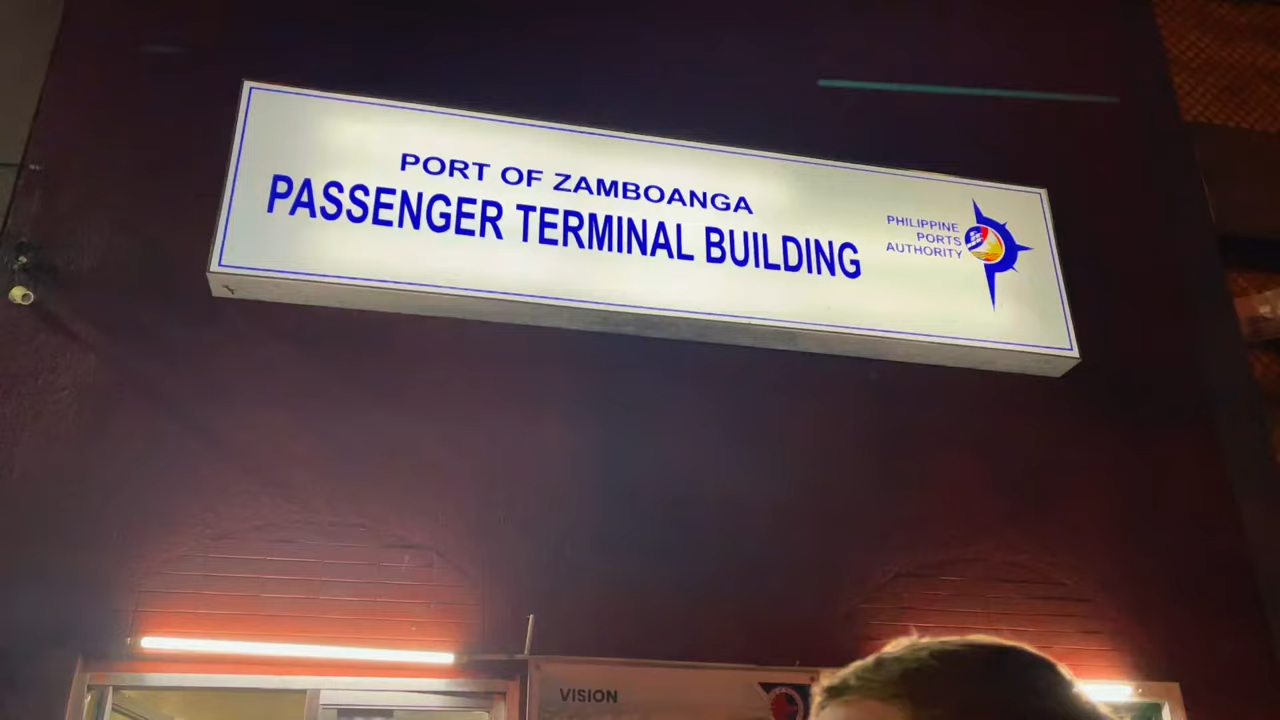 PORT OF ZAMBOANGA
PASSENGER TERMINAL BUILDING
PHILIPPINE
PORTS
AUTHORITY
VISION